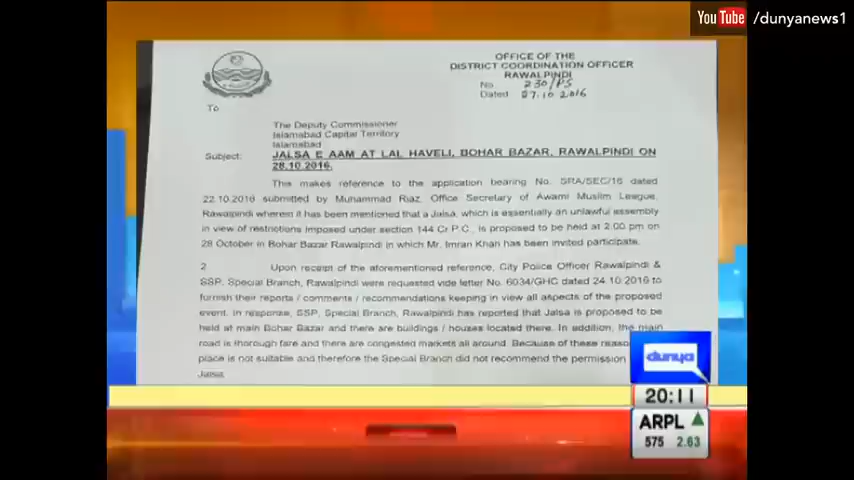 YouTube /dunyanews1
OFFICE OF THE
DISTRICT COORDINATION OFFICER
RAWALPINDI
No 230/PS
Dated 27.10 2016
To
The Deputy Commissioner
Islamabad Capital Territory
Islamabad
Subject: JALSA E AAM AT LAL HAVELI, BOHAR BAZAR, RAWALPINDI ON
28.10.2016.
This makes reference to the application bearing No. SRA/SEC/16 dated
22.10.2016 submitted by Muhammad Riaz, Office Secretary of Awami Muslim League,
Rawalpindi wherein it has been mentioned that a Jalsa, which is essentially an unlawful assembly
in view of restrictions imposed under section 144 Cr P.C., is proposed to be held at 2.00 pm on
28 October in Bohar Bazar Rawalpindi in which Mr. Imran Khan has been invited participate.
2 Upon receipt of the aforementioned reference, City Police Officer Rawalpindi &
SSP, Special Branch, Rawalpindi were requested vide letter No. 6034/GHC dated 24.10.2016 to
furnish their reports / comments / recommendations keeping in view all aspects of the proposed
event. In response, SSP, Special Branch, Rawalpindi has reported that Jalsa is proposed to be
held at main Bohar Bazar and there are buildings / houses located there. In addition, the main
road is thorough fare and there are congested markets all around. Because of these
place is not suitable and therefore the Special Branch did not recommend the permission
Jalsa.
dunya
20:11
ARPL
575 2.63